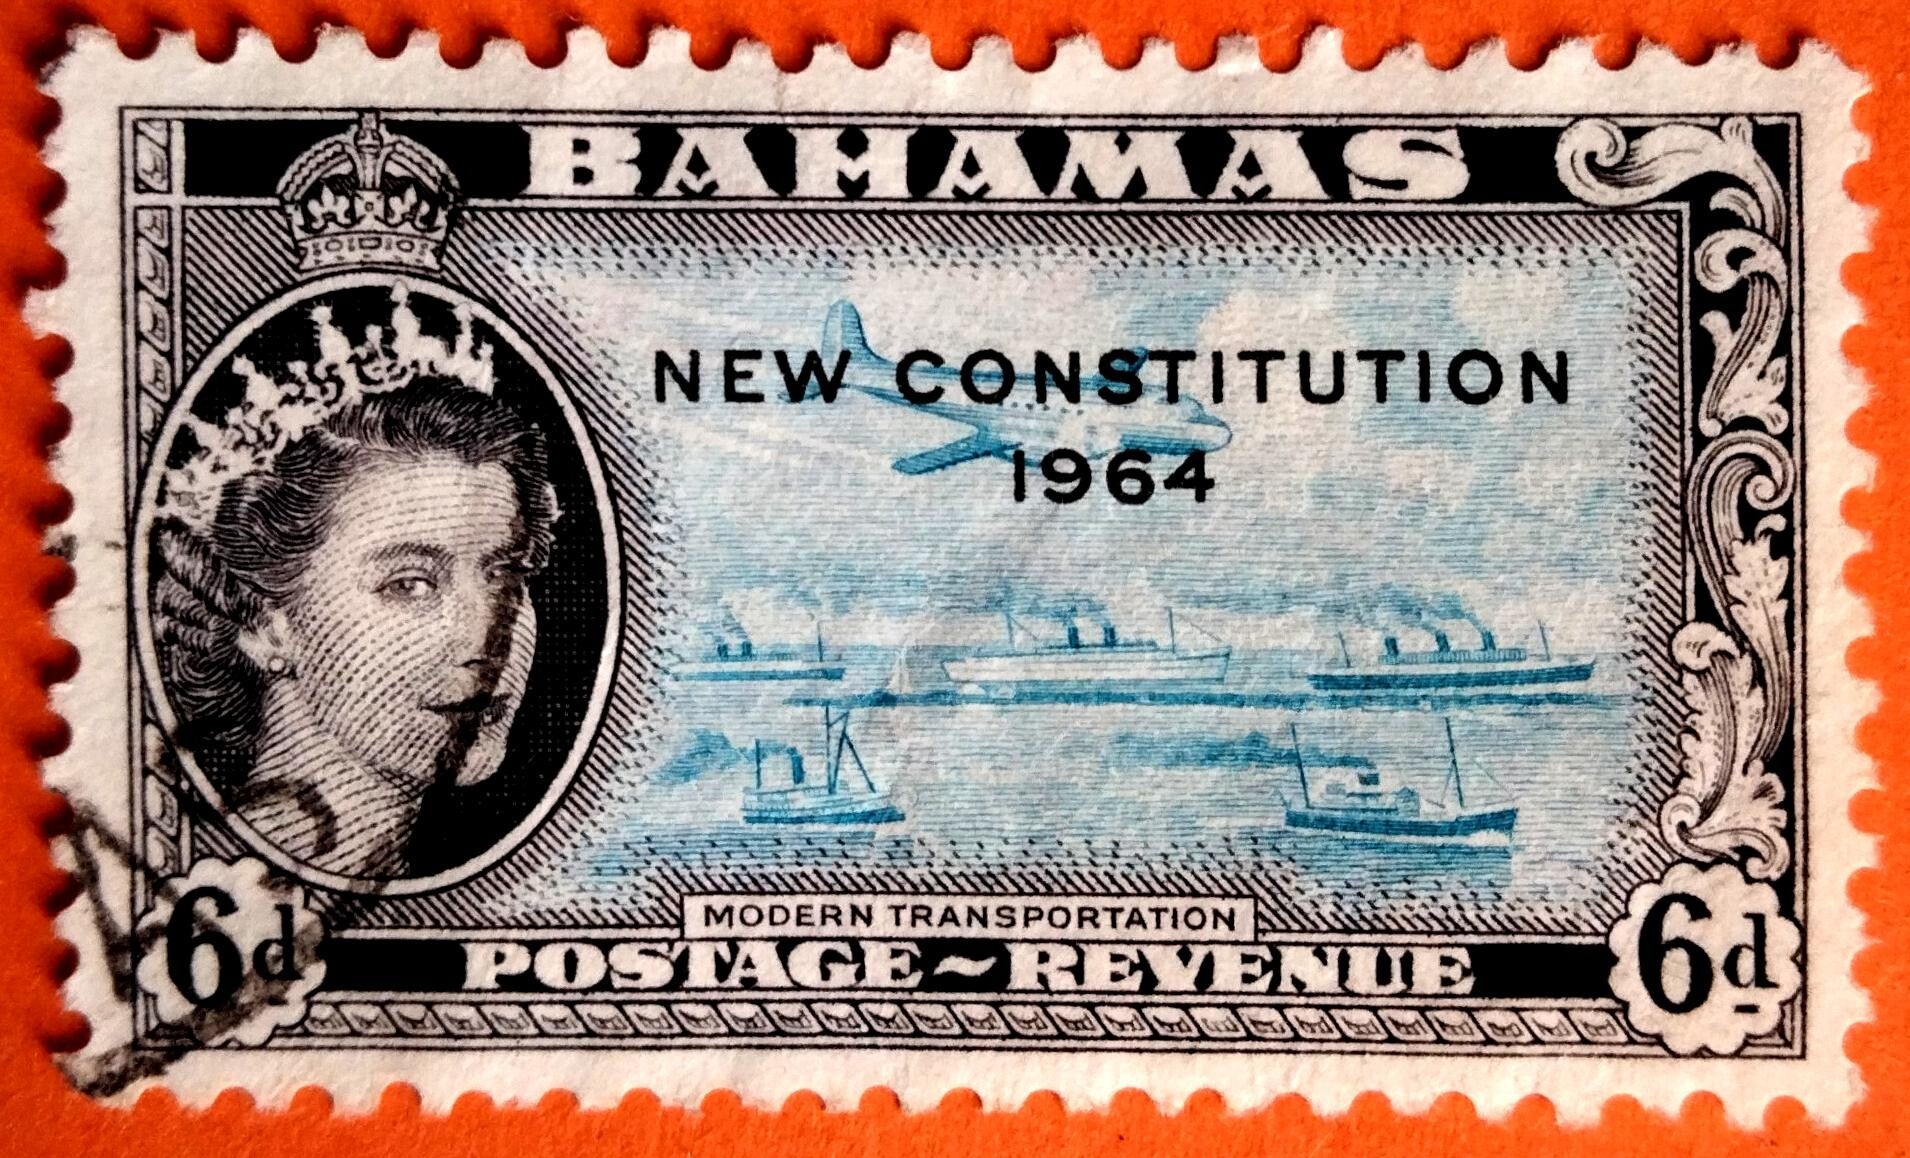 BAHAMAS
NEW CONSTITUTION
1964
MODERN TRANSPORTATION
POSTAGE~REVENUE
6d 6d